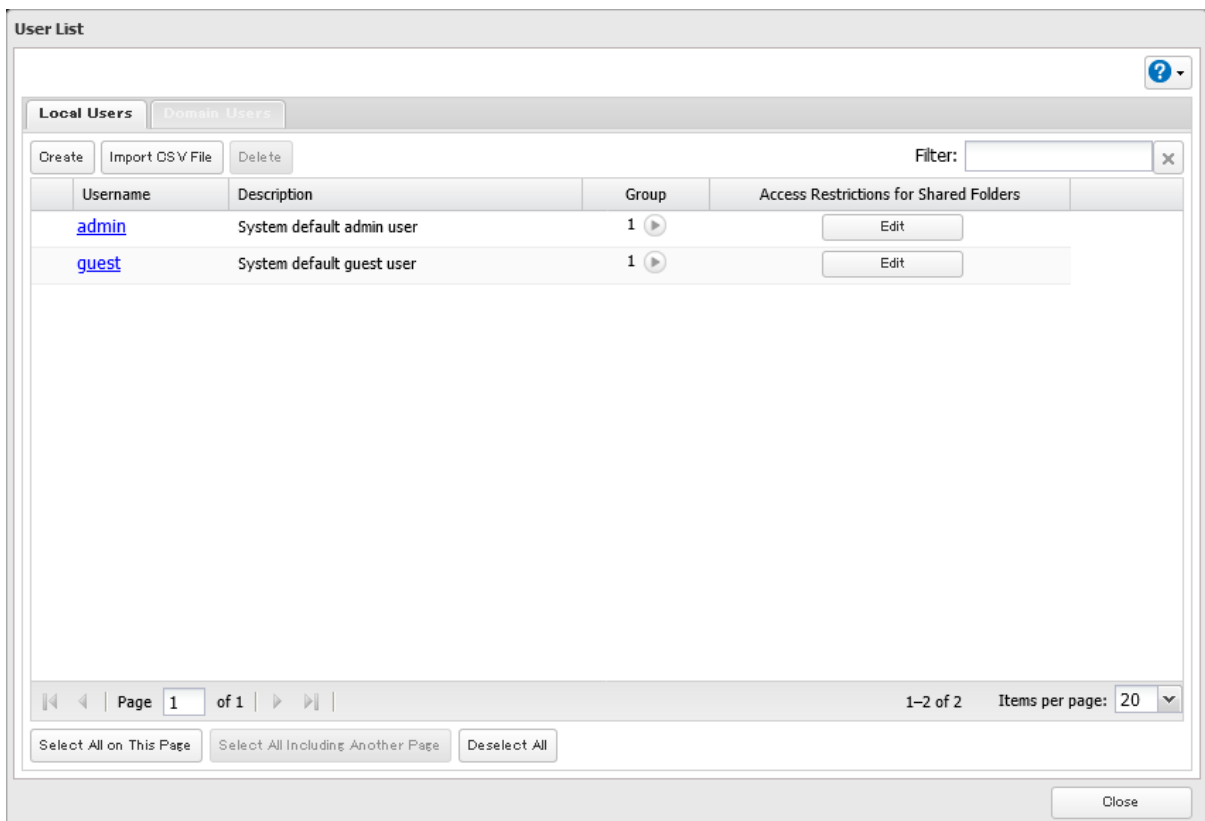 User List
?
Local Users Domain Users
Create Import CSV File Delete Filter:
Username Description Group Access Restrictions for Shared Folders
admin System default admin user 1 Edit
guest System default guest user 1 Edit
Page 1 of 1 1–2 of 2 Items per page: 20
Select All on This Page Select All Including Another Page Deselect All
Close